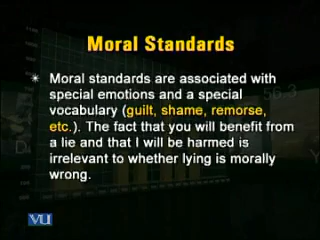 Moral Standards
✴ Moral standards are associated with
special emotions and a special
vocabulary (guilt, shame, remorse,
etc.). The fact that you will benefit from
a lie and that I will be harmed is
irrelevant to whether lying is morally
wrong.
56.3
VU